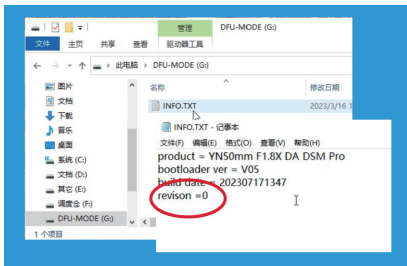 管理
DFU-MODE (G:)
文件
主页
共享
查看
驱动器工具
此电脑 › DFU-MODE (G:)
图片
文档
下载
音乐
桌面
系统 (C:)
文档 (D:)
其它 (E:)
调度仓 (F:)
DFU-MODE (G:)
1 个项目
名称
修改日期
INFO.TXT
2023/3/16 1
INFO.TXT - 记事本
文件(F) 编辑(E) 格式(O) 查看(V) 帮助(H)
product = YN50mm F1.8X DA DSM Pro
bootloader ver = V05
build date = 202307171347
revison =0